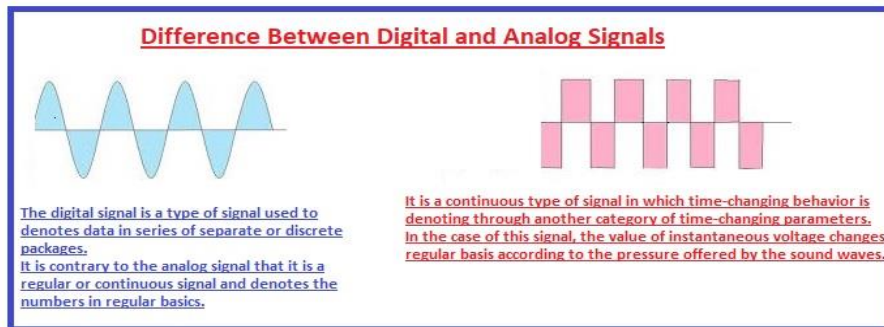 Difference Between Digital and Analog Signals
The digital signal is a type of signal used to
denotes data in series of separate or discrete
packages.
It is contrary to the analog signal that it is a
regular or continuous signal and denotes the
numbers in regular basics.
It is a continuous type of signal in which time-changing behavior is
denoting through another category of time-changing parameters.
In the case of this signal, the value of instantaneous voltage changes
regular basis according to the pressure offered by the sound waves.